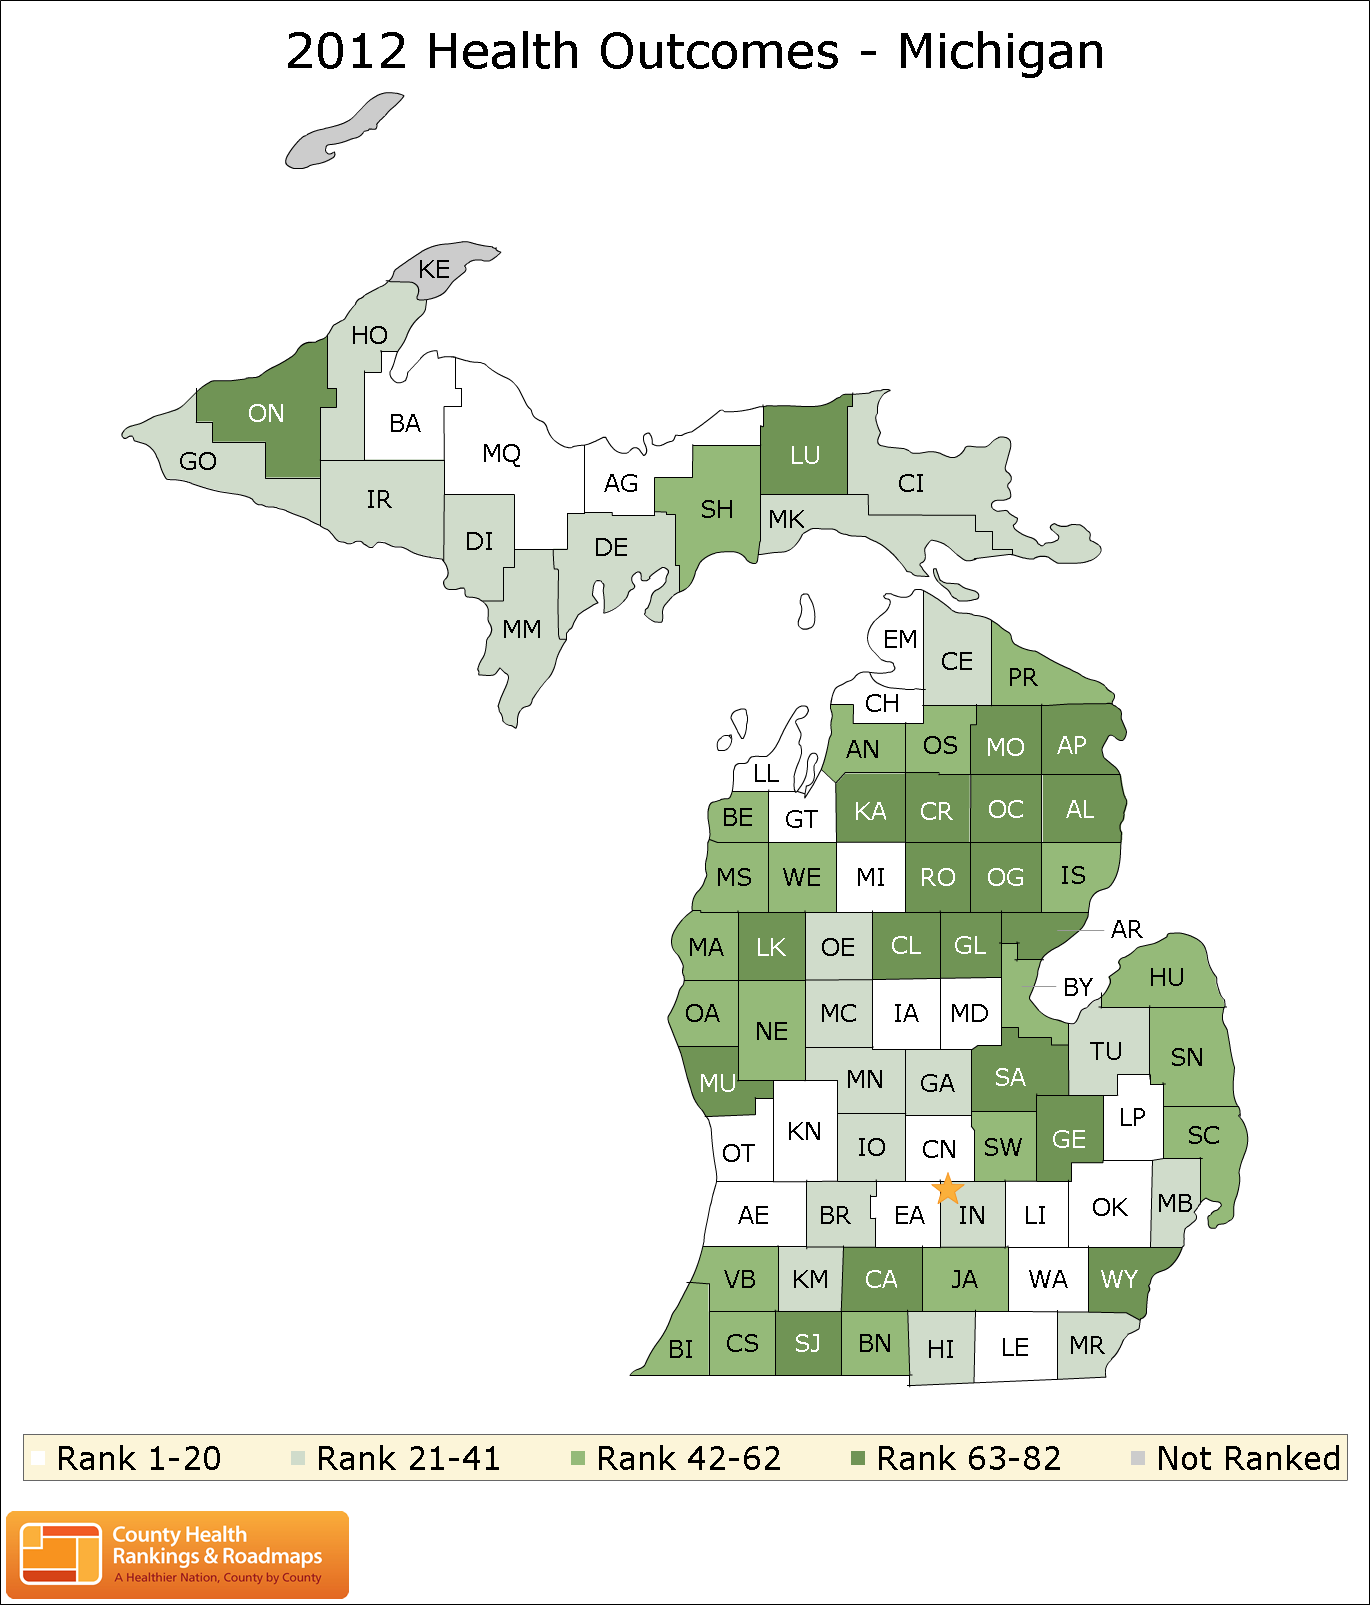 2012 Health Outcomes - Michigan
KE
HO
ON
BA
GO
MQ
LU
AG
CI
IR
SH
MK
DI
DE
MM
EM
CE
PR
CH
AN
OS
MO
AP
LL
BE
GT
KA
CR
OC
AL
MS
WE
MI
RO
OG
IS
MA
LK
OE
CL
GL
AR
OA
NE
MC
IA
MD
BY
HU
MU
MN
GA
SA
TU
SN
OT
KN
IO
CN
SW
GE
LP
SC
AE
BR
EA
IN
LI
OK
MB
VB
KM
CA
JA
WA
WY
BI
CS
SJ
BN
HI
LE
MR
Rank 1-20 Rank 21-41 Rank 42-62 Rank 63-82 Not Ranked
County Health
Rankings & Roadmaps
A Healthier Nation, County by County